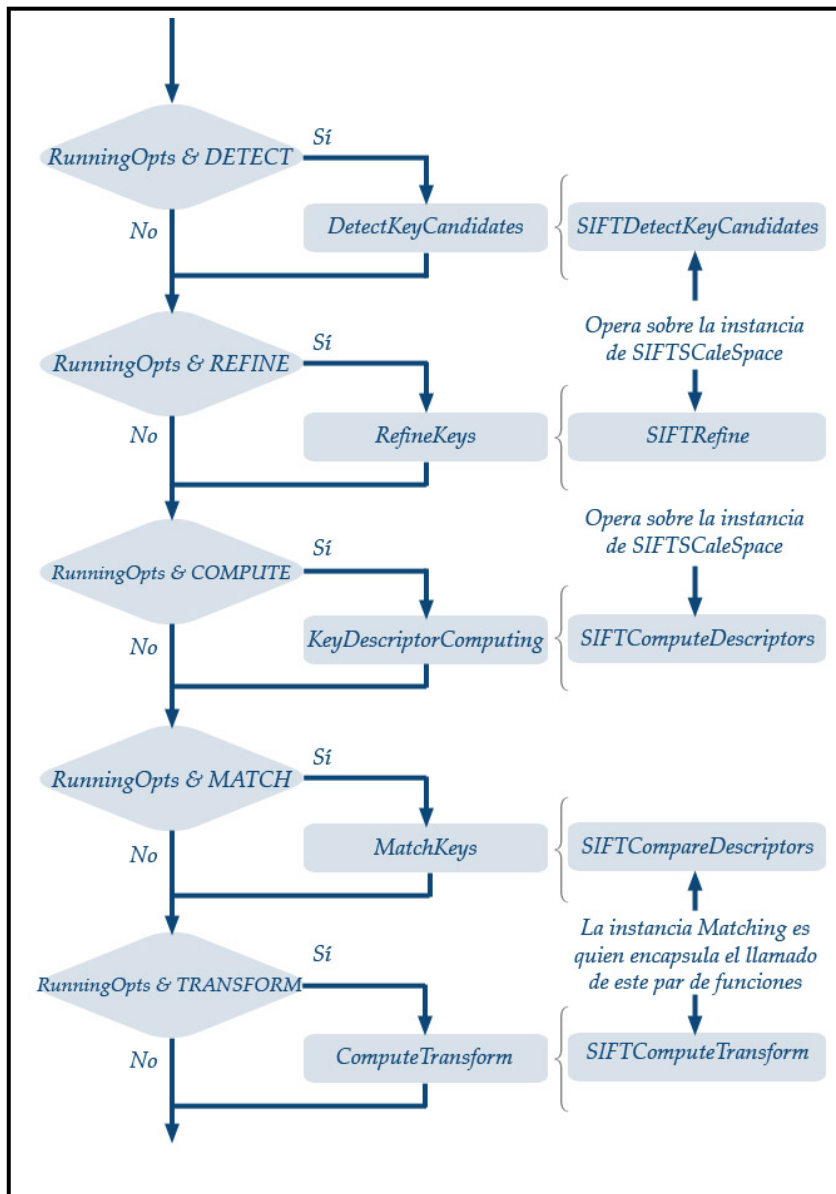 Sí
RunningOpts & DETECT
No
DetectKeyCandidates
SIFTDetectKeyCandidates
Opera sobre la instancia
de SIFTSCaleSpace
Sí
RunningOpts & REFINE
No
RefineKeys
SIFTRefine
Opera sobre la instancia
de SIFTSCaleSpace
Sí
RunningOpts & COMPUTE
No
KeyDescriptorComputing
SIFTComputeDescriptors
Sí
RunningOpts & MATCH
No
MatchKeys
SIFTCompareDescriptors
La instancia Matching es
quien encapsula el llamado
de este par de funciones
Sí
RunningOpts & TRANSFORM
No
ComputeTransform
SIFTComputeTransform